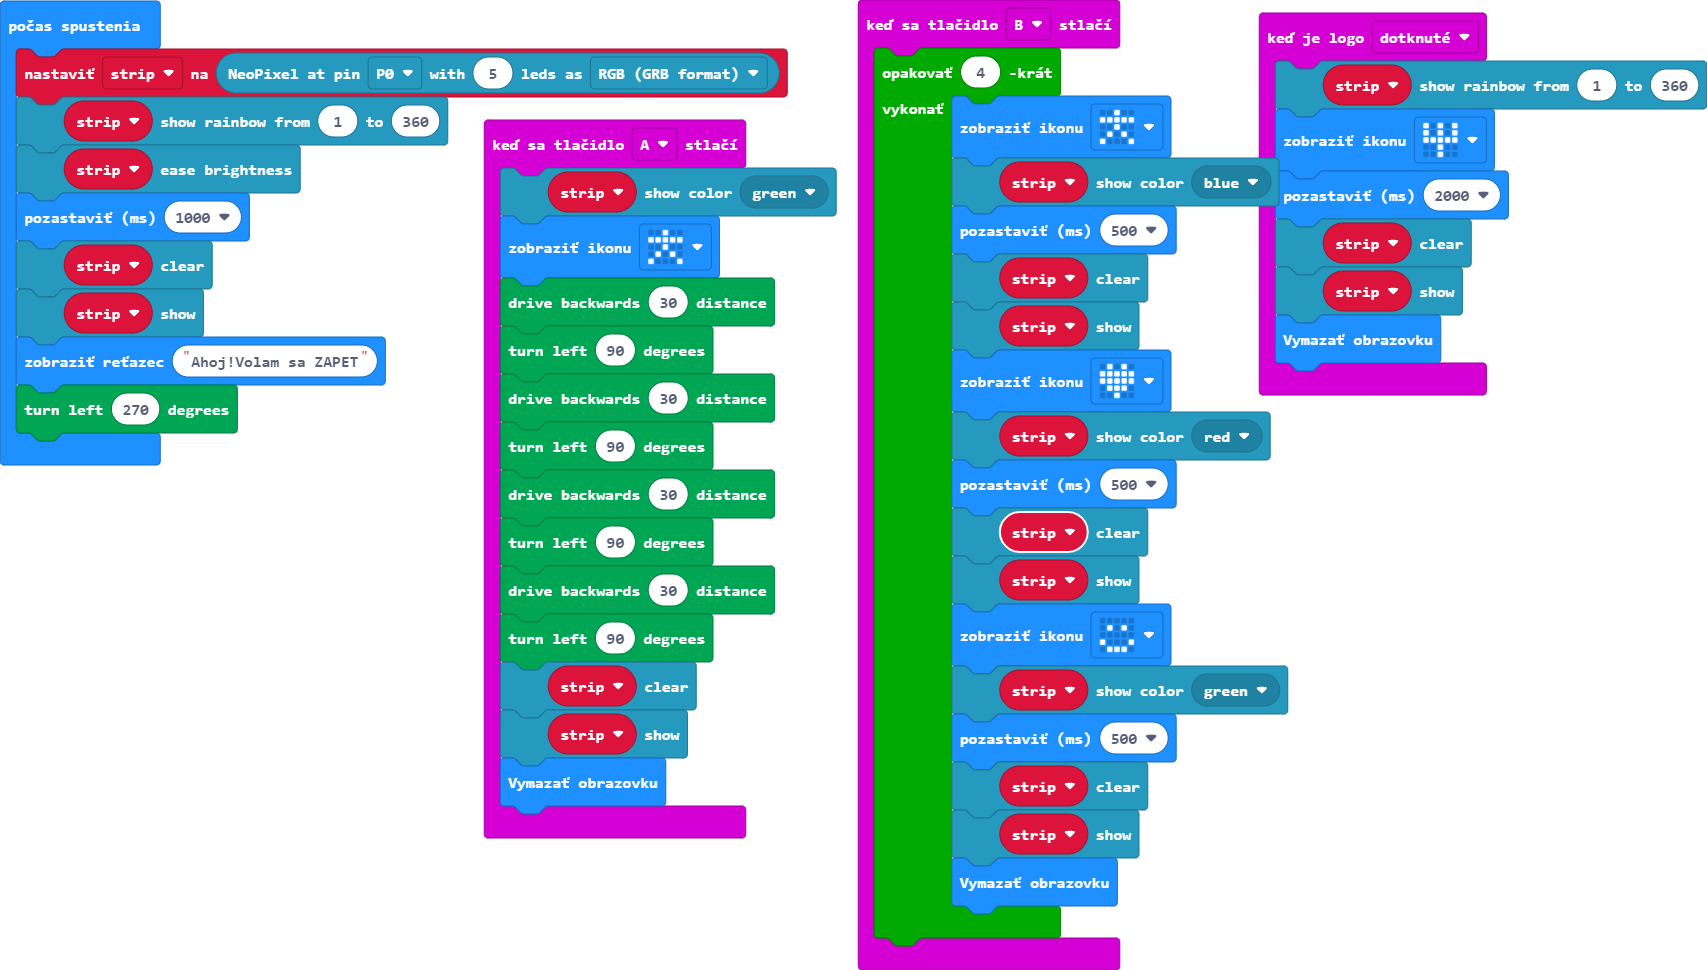 počas spustenia
nastaviť strip na NeoPixel at pin P0 with 5 leds as RGB (GRB format)
strip show rainbow from 1 to 360
strip ease brightness
pozastaviť (ms) 1000
strip clear
strip show
zobraziť reťazec "Ahoj!Volam sa ZAPET"
turn left 270 degrees
keď sa tlačidlo A stlačí
strip show color green
zobraziť ikonu
drive backwards 30 distance
turn left 90 degrees
drive backwards 30 distance
turn left 90 degrees
drive backwards 30 distance
turn left 90 degrees
drive backwards 30 distance
turn left 90 degrees
strip clear
strip show
Vymazať obrazovku
keď sa tlačidlo B stlačí
opakovať 4 -krát
vykonať
zobraziť ikonu
strip show color blue
pozastaviť (ms) 500
strip clear
strip show
zobraziť ikonu
strip show color red
pozastaviť (ms) 500
strip clear
strip show
zobraziť ikonu
strip show color green
pozastaviť (ms) 500
strip clear
strip show
Vymazať obrazovku
keď je logo dotknuté
strip show rainbow from 1 to 360
zobraziť ikonu
pozastaviť (ms) 2000
strip clear
strip show
Vymazať obrazovku